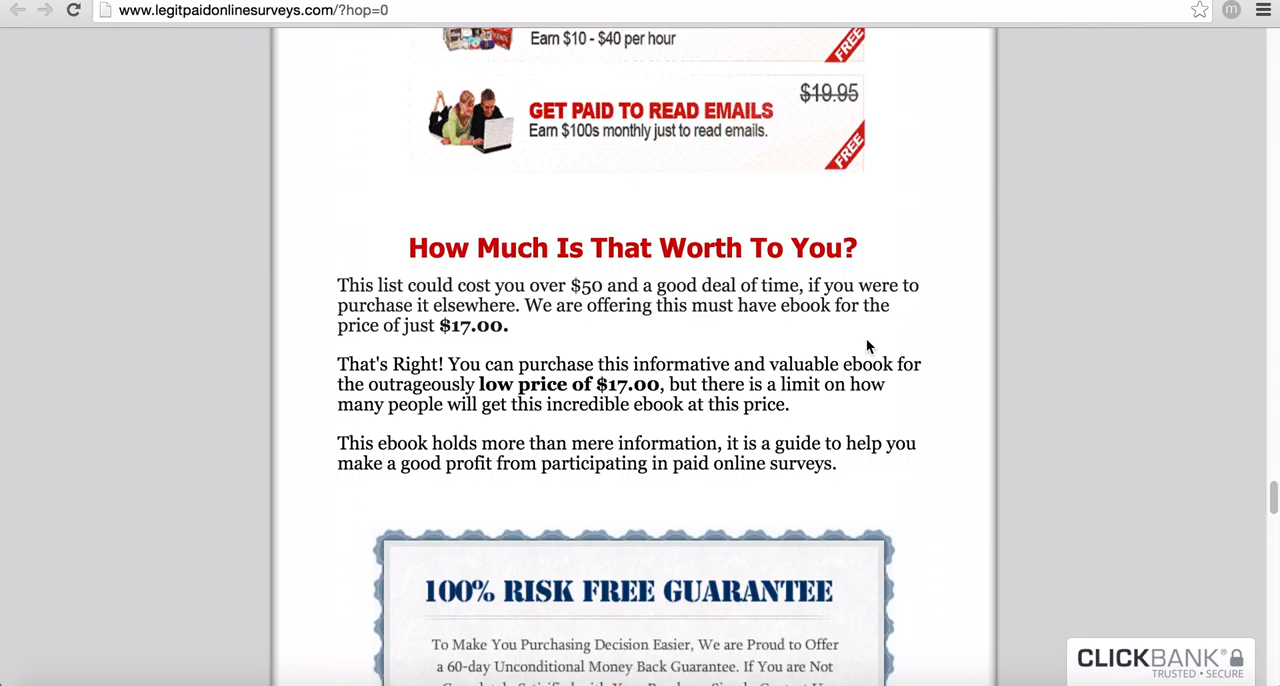 www.legitpaidonlinesurveys.com/?hop=0
m
Earn $10 - $40 per hour
FREE
$19.95
GET PAID TO READ EMAILS
Earn $100s monthly just to read emails.
FREE
How Much Is That Worth To You?
This list could cost you over $50 and a good deal of time, if you were to
purchase it elsewhere. We are offering this must have ebook for the
price of just $17.00.
That's Right! You can purchase this informative and valuable ebook for
the outrageously low price of $17.00, but there is a limit on how
many people will get this incredible ebook at this price.
This ebook holds more than mere information, it is a guide to help you
make a good profit from participating in paid online surveys.
100% RISK FREE GUARANTEE
To Make You Purchasing Decision Easier, We are Proud to Offer
a 60-day Unconditional Money Back Guarantee. If You are Not
CLICKBANK®
TRUSTED • SECURE